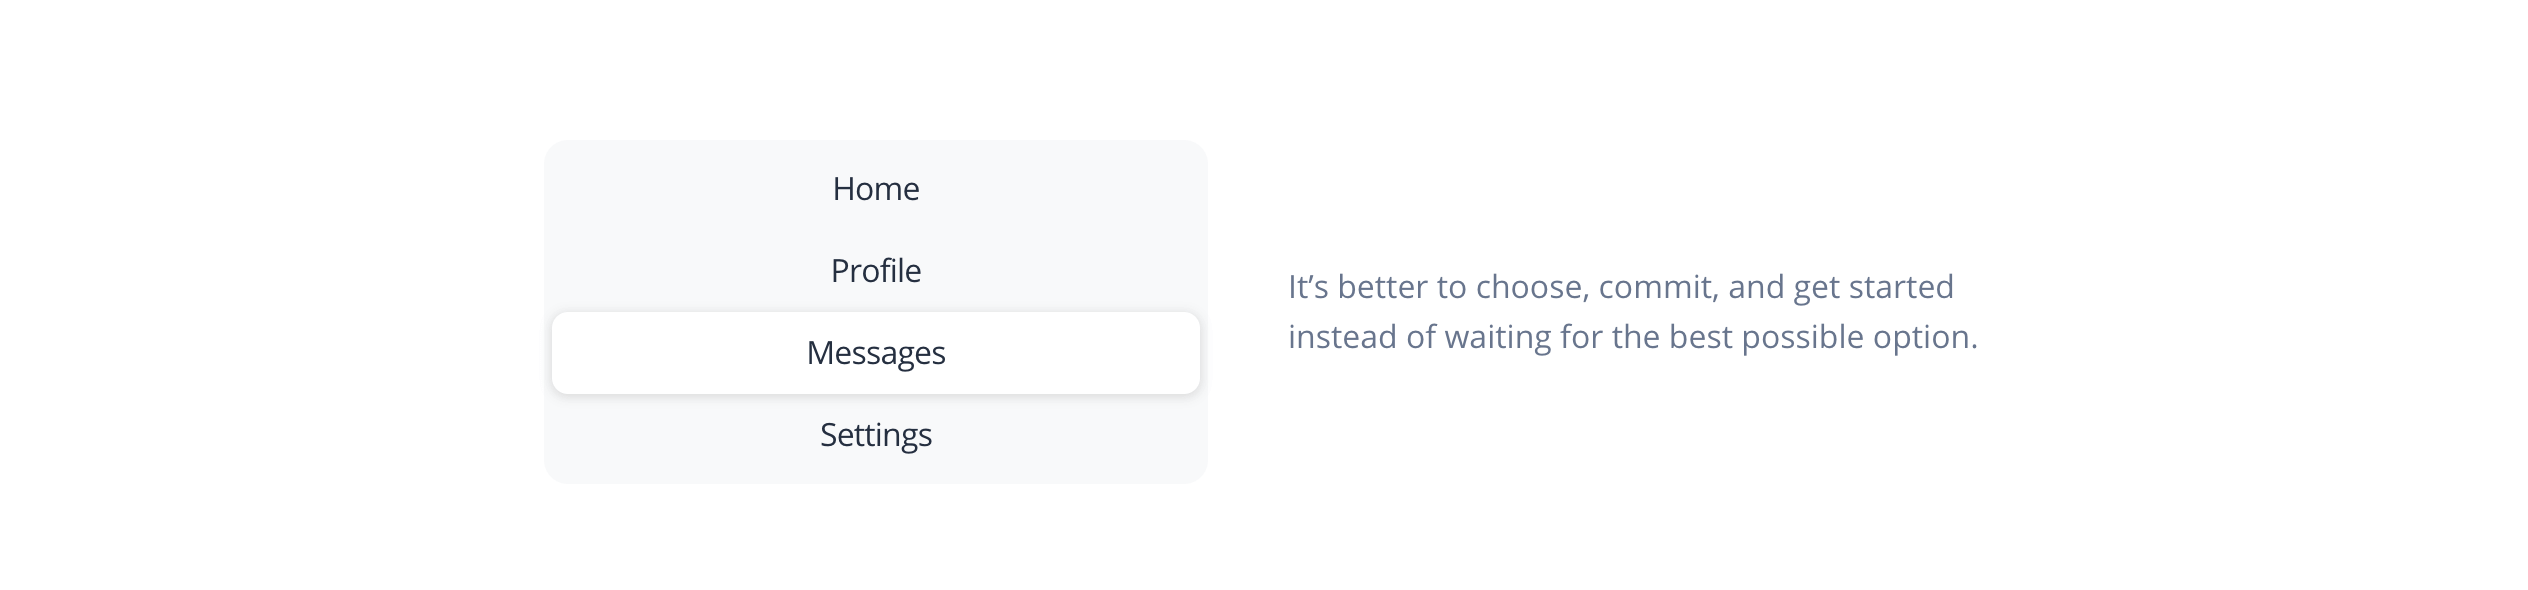 Home
Profile
Messages
Settings
It’s better to choose, commit, and get started
instead of waiting for the best possible option.